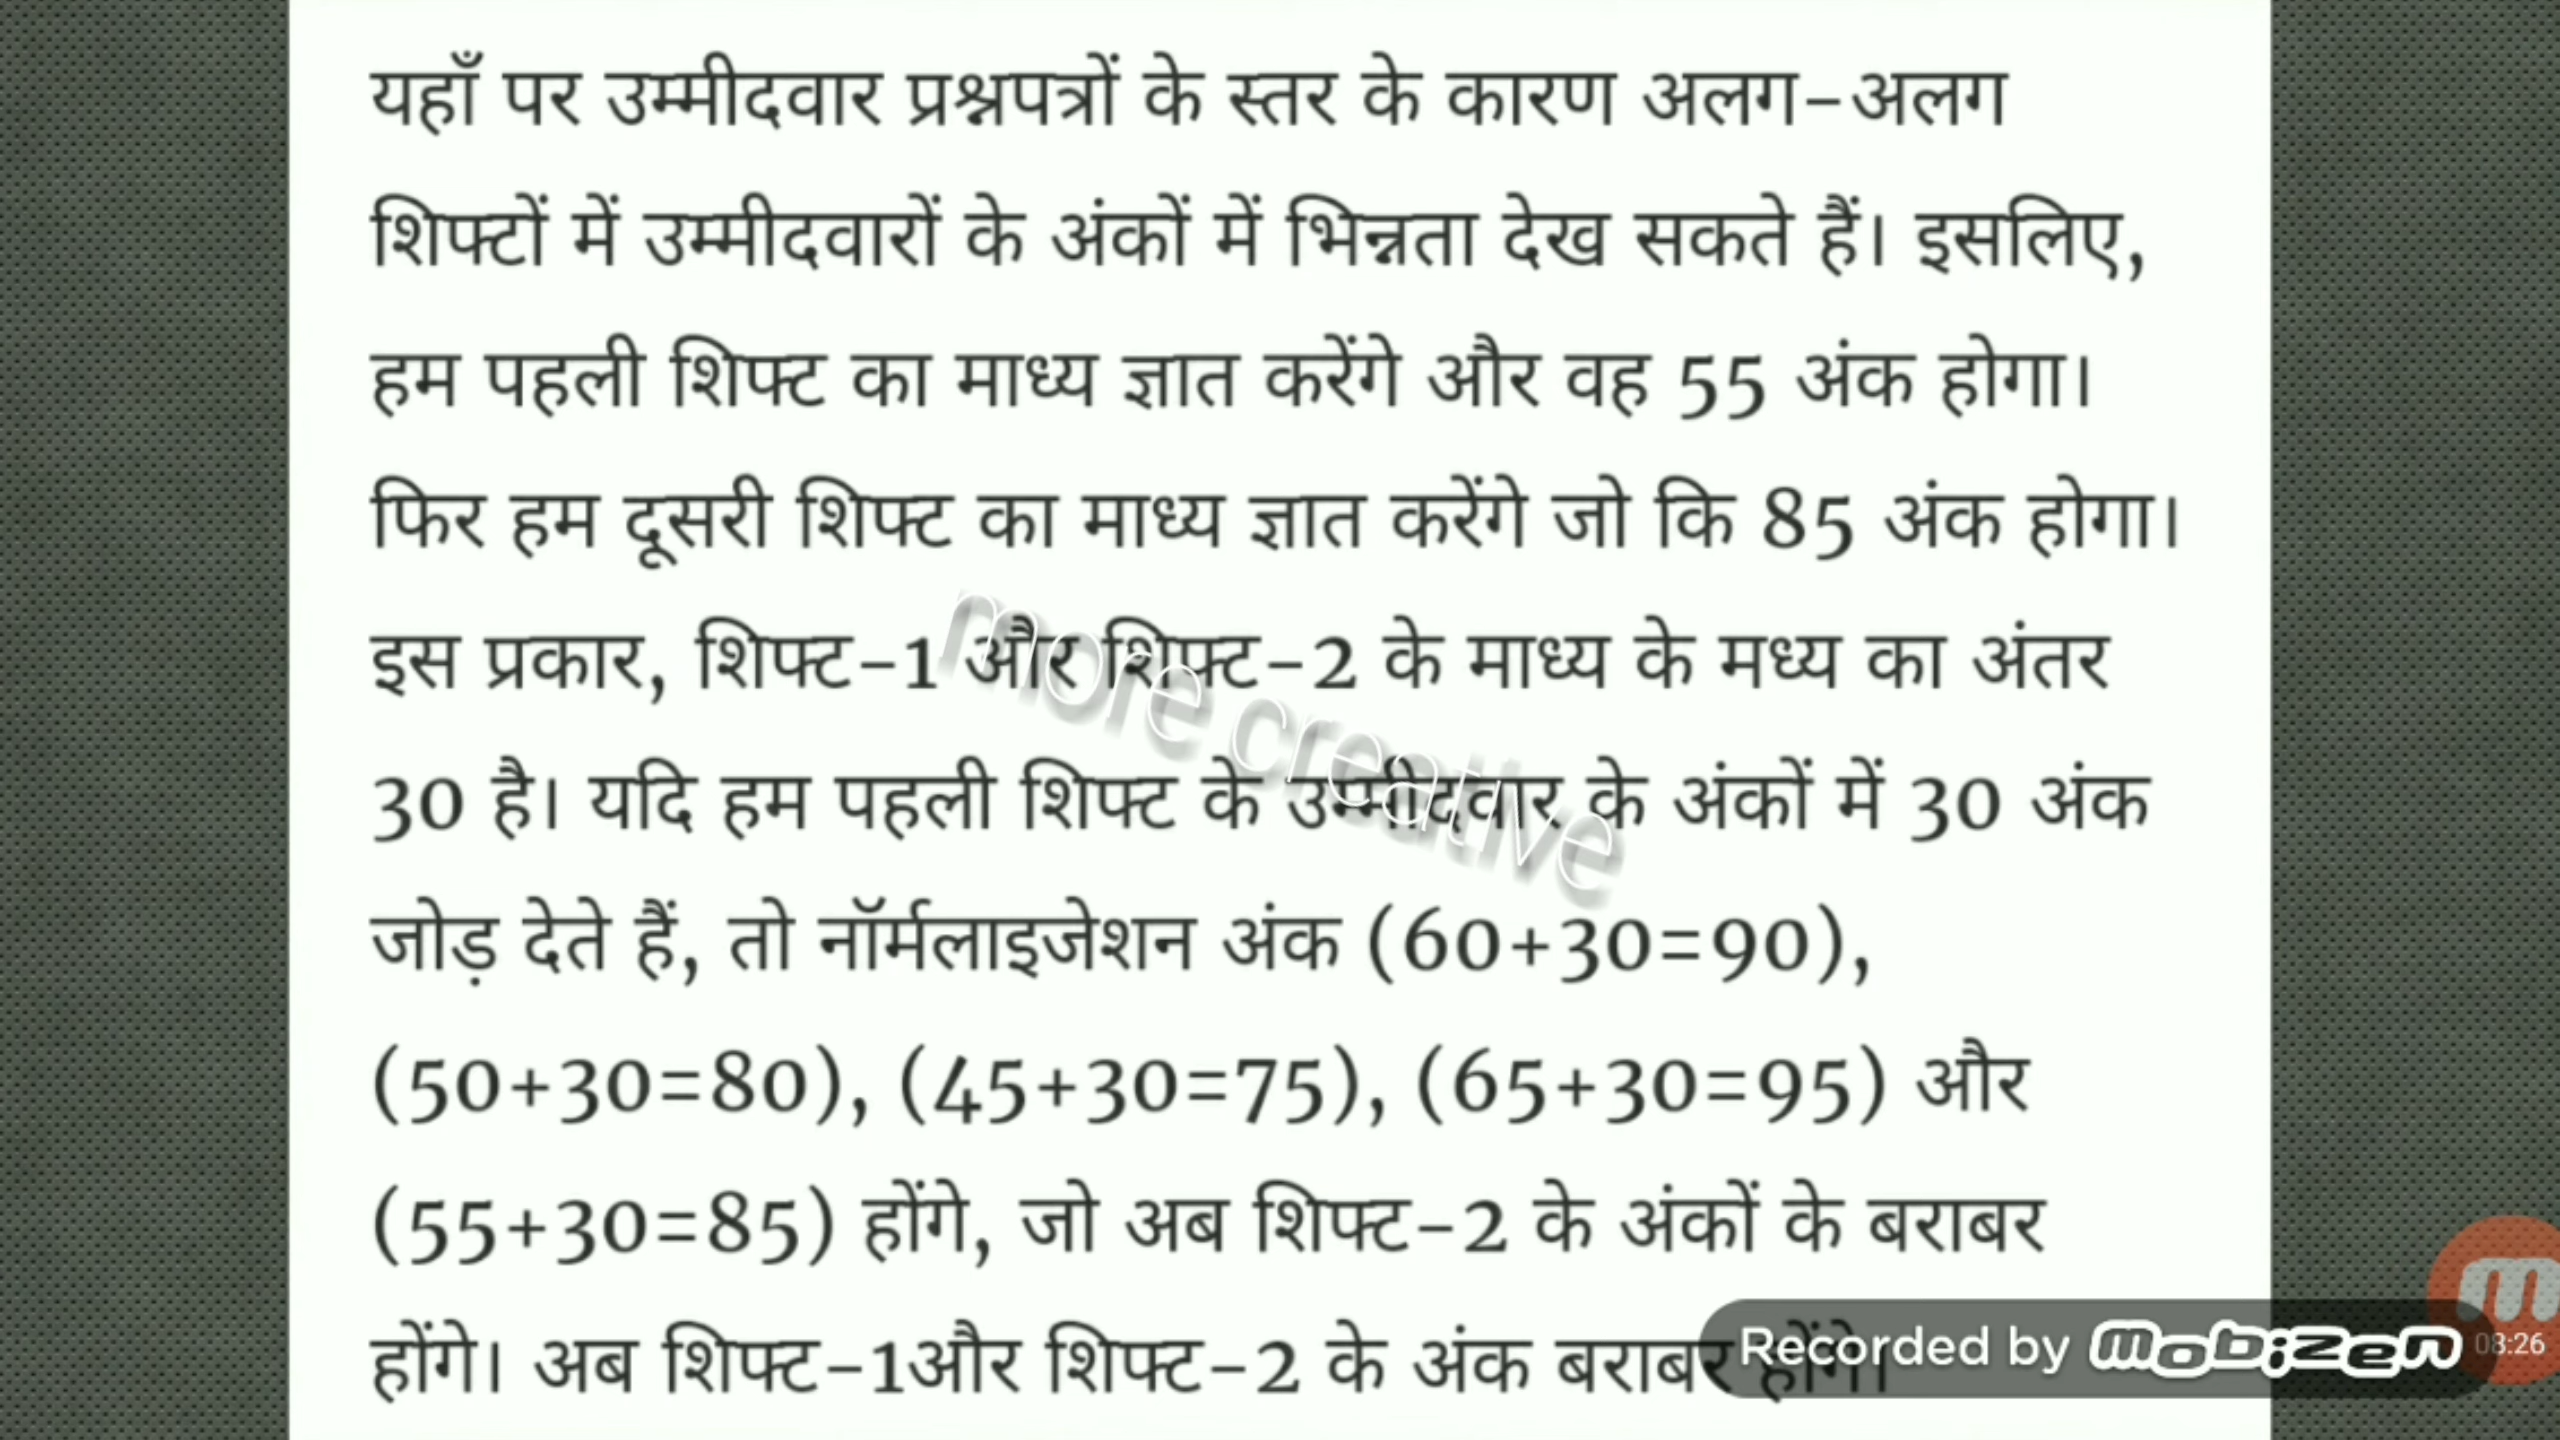 यहाँ पर उम्मीदवार प्रश्नपत्रों के स्तर के कारण अलग-अलग
शिफ्टों में उम्मीदवारों के अंकों में भिन्नता देख सकते हैं। इसलिए,
हम पहली शिफ्ट का माध्य ज्ञात करेंगे और वह 55 अंक होगा।
फिर हम दूसरी शिफ्ट का माध्य ज्ञात करेंगे जो कि 85 अंक होगा।
इस प्रकार, शिफ्ट-1 और शिफ्ट-2 के माध्य के मध्य का अंतर
30 है। यदि हम पहली शिफ्ट के उम्मीदवार के अंकों में 30 अंक
जोड़ देते हैं, तो नॉर्मलाइजेशन अंक (60+30=90),
(50+30=80), (45+30=75), (65+30=95) और
(55+30=85) होंगे, जो अब शिफ्ट-2 के अंकों के बराबर
होंगे। अब शिफ्ट-1और शिफ्ट-2 के अंक बराबर होंगे।
more creative
Recorded by mobizen
08:26